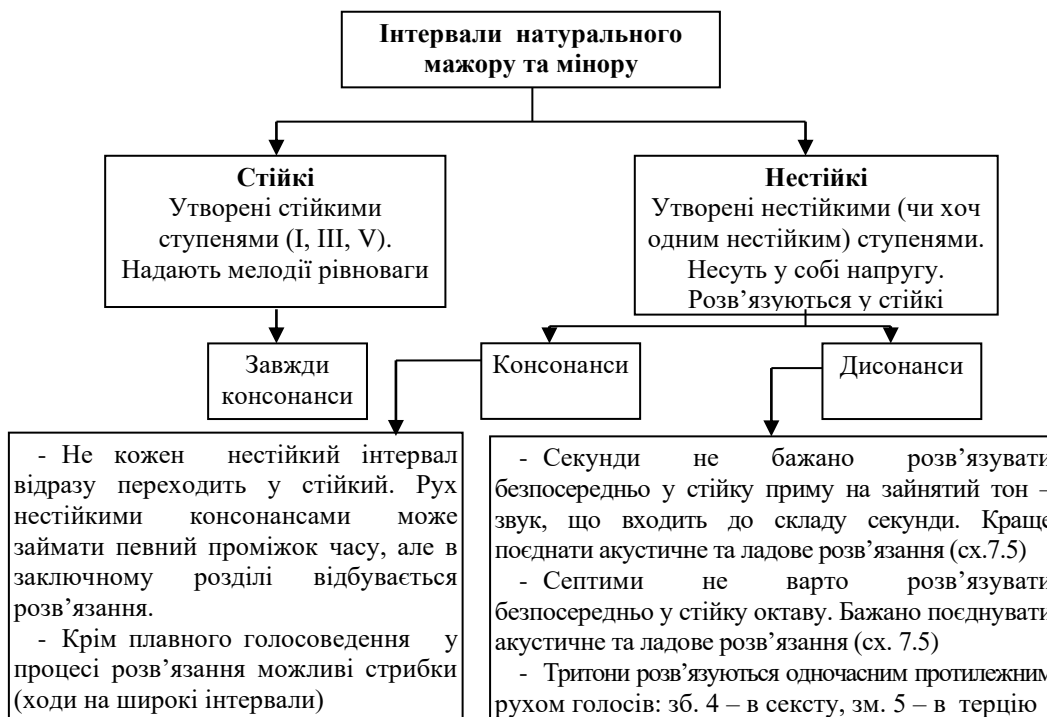 Інтервали натурального
мажору та мінору
Стійкі
Утворені стійкими
ступенями (І, ІІІ, V).
Надають мелодії рівноваги
Нестійкі
Утворені нестійкими (чи хоч
одним нестійким) ступенями.
Несуть у собі напругу.
Розв’язуються у стійкі
Завжди
консонанси
Консонанси
Дисонанси
- Не кожен нестійкий інтервал
відразу переходить у стійкий. Рух
нестійкими консонансами може
займати певний проміжок часу, але в
заключному розділі відбувається
розв’язання.
- Крім плавного голосоведення у
процесі розв’язання можливі стрибки
(ходи на широкі інтервали)
- Секунди не бажано розв’язувати
безпосередньо у стійку приму на зайнятий тон –
звук, що входить до складу секунди. Краще
поєднати акустичне та ладове розв’язання (сх.7.5)
- Септими не варто розв’язувати
безпосередньо у стійку октаву. Бажано поєднувати
акустичне та ладове розв’язання (сх. 7.5)
- Тритони розв’язуються одночасним протилежним
рухом голосів: зб. 4 – в сексту, зм. 5 – в терцію